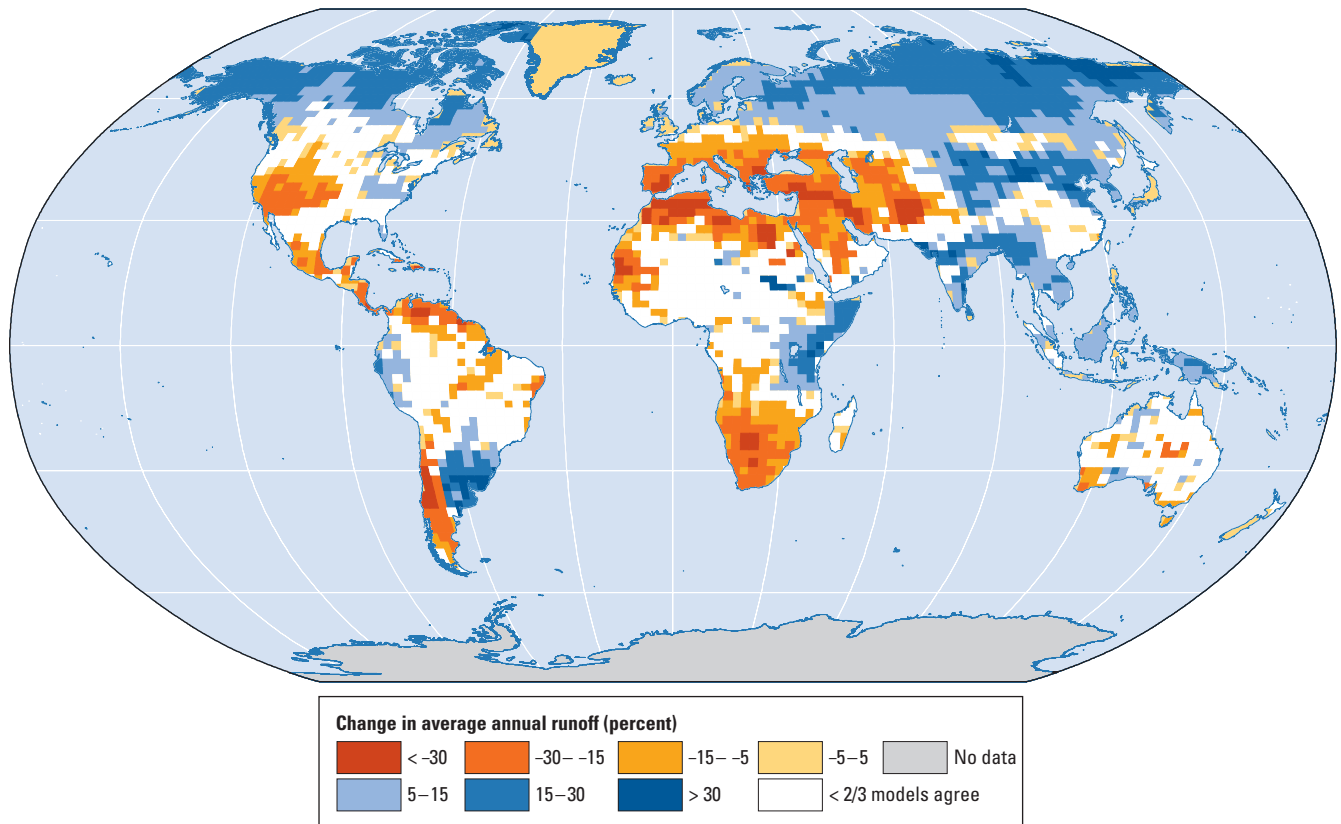 Change in average annual runoff (percent)
< -30 -30– -15 -15– -5 -5–5 No data
5–15 15–30 > 30 < 2/3 models agree